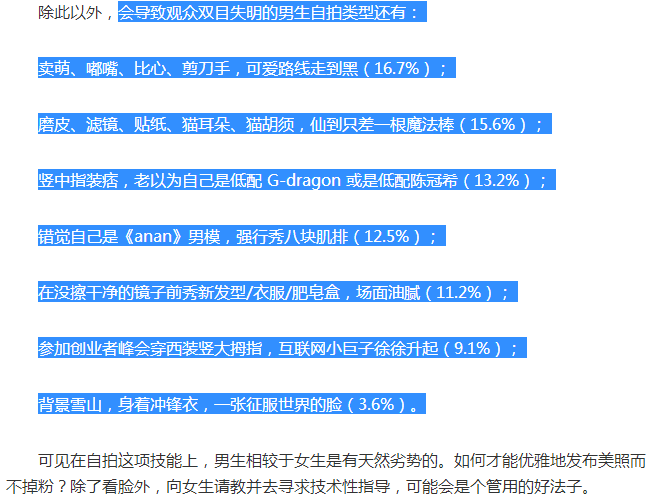 除此以外，会导致观众双目失明的男生自拍类型还有：
卖萌、嘟嘴、比心、剪刀手，可爱路线走到黑（16.7%）；
磨皮、滤镜、贴纸、猫耳朵、猫胡须，仙到只差一根魔法棒（15.6%）；
竖中指装痞，老以为自己是低配 G-dragon 或是低配陈冠希（13.2%）；
错觉自己是《anan》男模，强行秀八块肌排（12.5%）；
在没擦干净的镜子前秀新发型/衣服/肥皂盒，场面油腻（11.2%）；
参加创业者峰会穿西装竖大拇指，互联网小巨子徐徐升起（9.1%）；
背景雪山，身着冲锋衣，一张征服世界的脸（3.6%）。
可见在自拍这项技能上，男生相较于女生是有天然劣势的。如何才能优雅地发布美照而
不掉粉？除了看脸外，向女生请教并去寻求技术性指导，可能会是个管用的好法子。